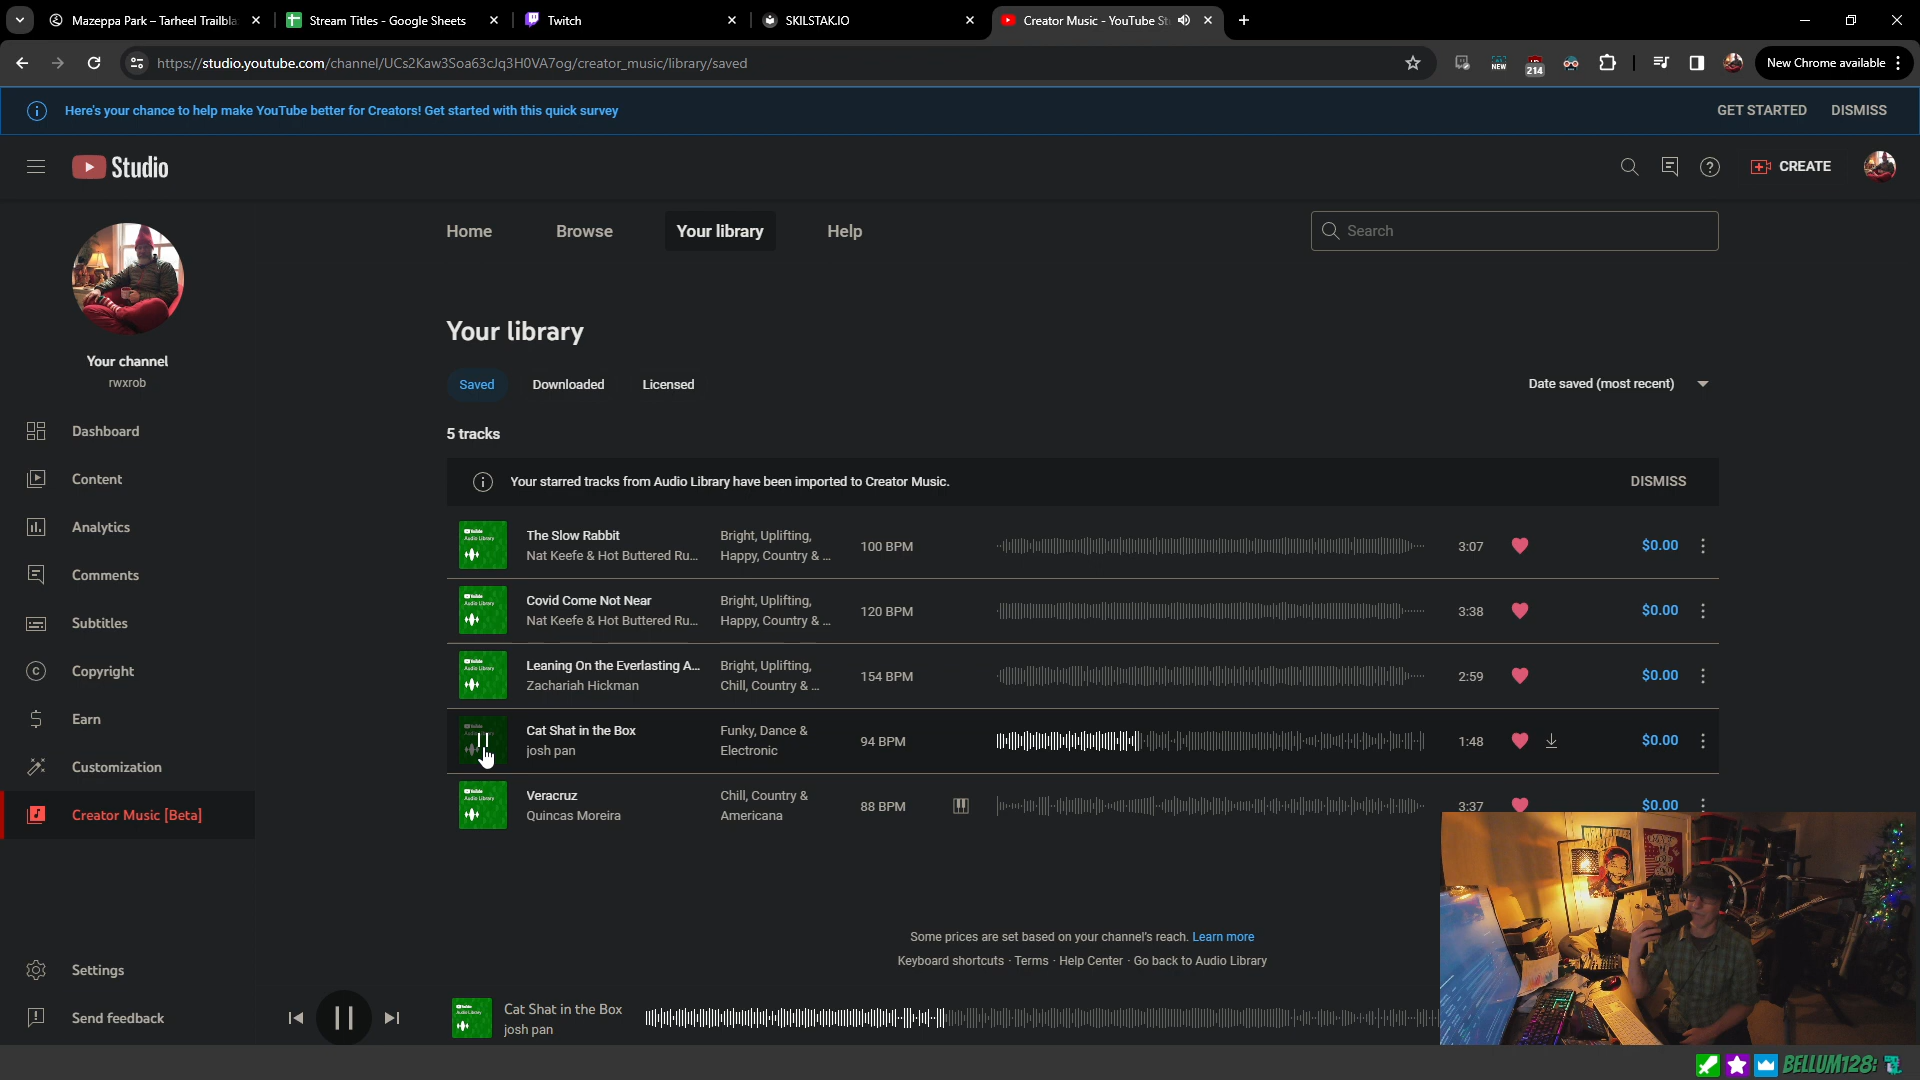 Mazeppa Park – Tarheel Trailbla
Stream Titles - Google Sheets
Twitch
SKILSTAK.IO
Creator Music - YouTube St
https://studio.youtube.com/channel/UCs2Kaw3Soa63cJq3H0VA7og/creator_music/library/saved
NEW
214
New Chrome available
Here's your chance to help make YouTube better for Creators! Get started with this quick survey
GET STARTED
DISMISS
Studio
CREATE
Home
Browse
Your library
Help
Search
Your channel
rwxrob
Dashboard
Content
Analytics
Comments
Subtitles
Copyright
Earn
Customization
Creator Music [Beta]
Settings
Send feedback
Your library
Saved
Downloaded
Licensed
Date saved (most recent)
5 tracks
Your starred tracks from Audio Library have been imported to Creator Music.
DISMISS
The Slow Rabbit
Nat Keefe & Hot Buttered Ru...
Bright, Uplifting,
Happy, Country & ...
100 BPM
3:07
$0.00
Covid Come Not Near
Nat Keefe & Hot Buttered Ru...
Bright, Uplifting,
Happy, Country & ...
120 BPM
3:38
$0.00
Leaning On the Everlasting A...
Zachariah Hickman
Bright, Uplifting,
Chill, Country & ...
154 BPM
2:59
$0.00
Cat Shat in the Box
josh pan
Funky, Dance &
Electronic
94 BPM
1:48
$0.00
Veracruz
Quincas Moreira
Chill, Country &
Americana
88 BPM
3:37
$0.00
Some prices are set based on your channel's reach. Learn more
Keyboard shortcuts · Terms · Help Center · Go back to Audio Library
Cat Shat in the Box
josh pan
BELLUM128: